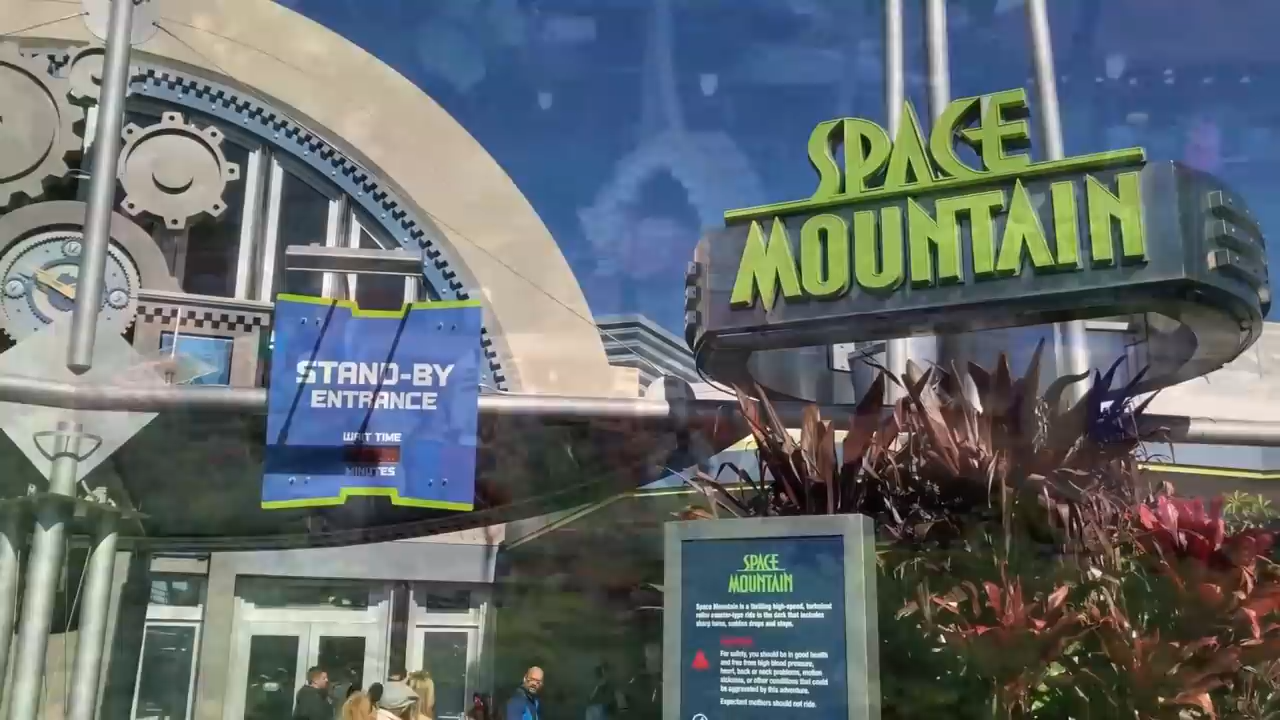 SPACE
MOUNTAIN
STAND-BY
ENTRANCE
WAIT TIME
MINUTES
SPACE
MOUNTAIN
Space Mountain is a thrilling high-speed, turbulent
roller coaster-type ride in the dark that includes
sharp turns, sudden drops and stops.
For safety, you should be in good health
and free from high blood pressure,
heart, back or neck problems, motion
sickness, or other conditions that could
be aggravated by this adventure.
Expectant mothers should not ride.